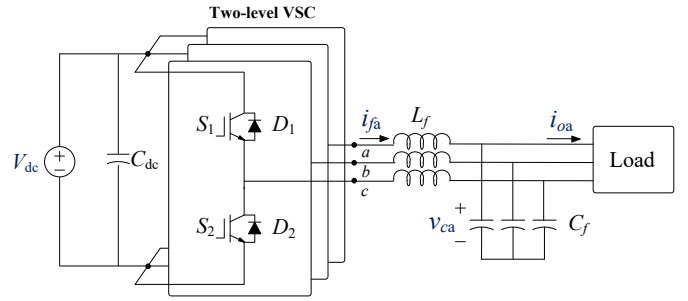 Two-level VSC
S1 D1
ifa Lf ioa
a
b
c
Vdc + − Cdc
Load
S2 D2
vca + − Cf